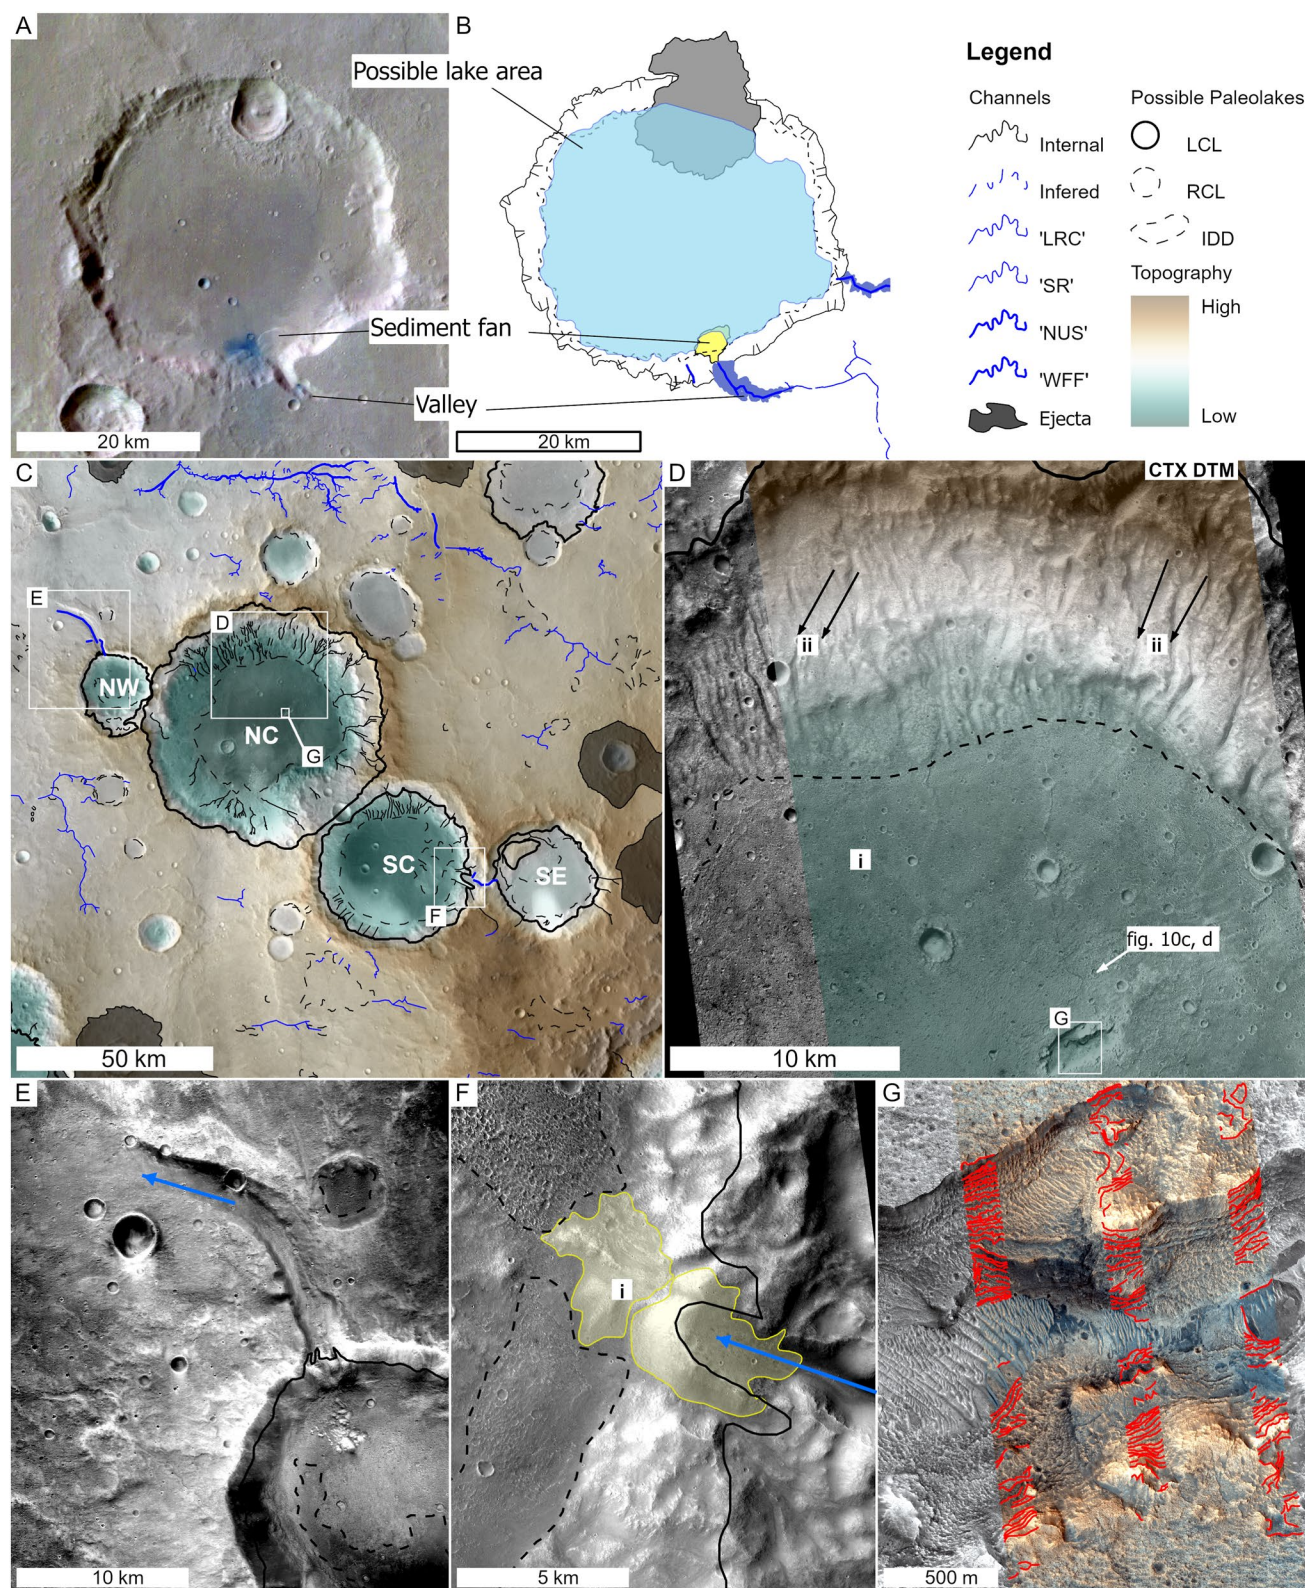 A
B
Possible lake area
Sediment fan
Valley
20 km
20 km
Legend
Channels
Internal
Infered
'LRC'
'SR'
'NUS'
'WFF'
Ejecta
Possible Paleolakes
LCL
RCL
IDD
Topography
High
Low
C
E
D
NW
NC
G
SC
SE
F
50 km
D
CTX DTM
ii
ii
i
fig. 10c, d
G
10 km
E
10 km
F
i
5 km
G
500 m